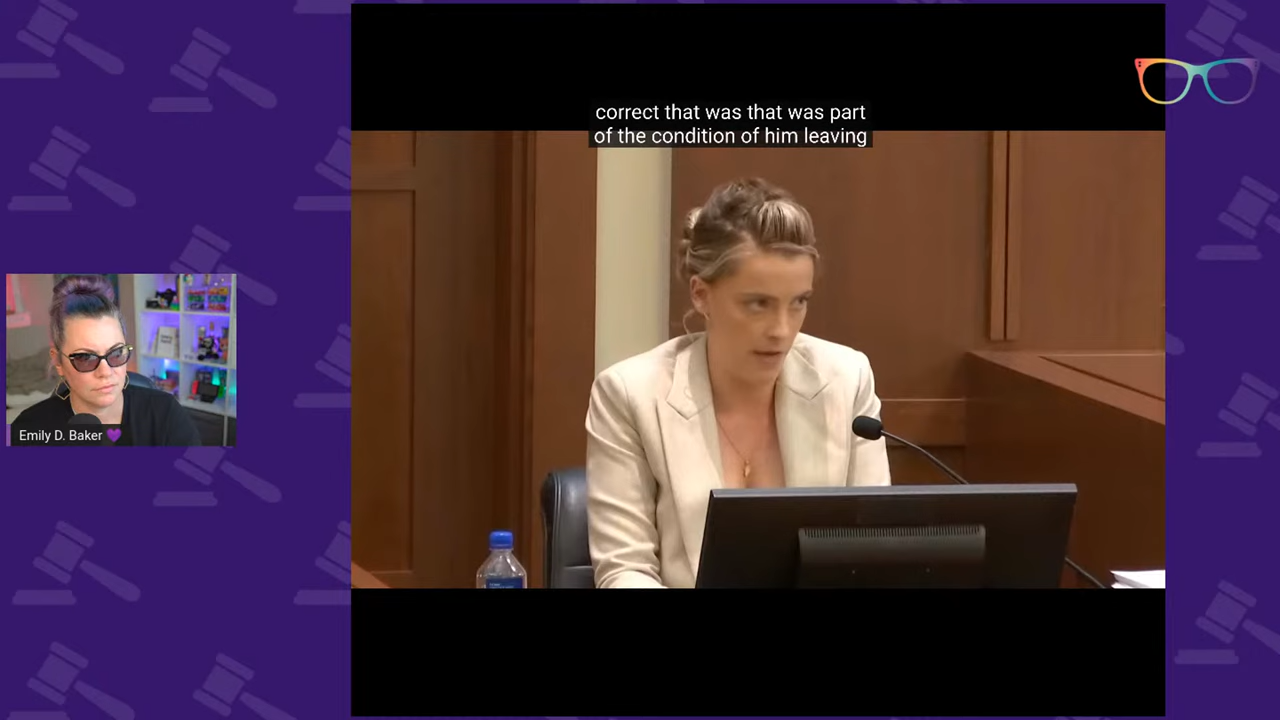 correct that was that was part
of the condition of him leaving
Emily D. Baker 💜